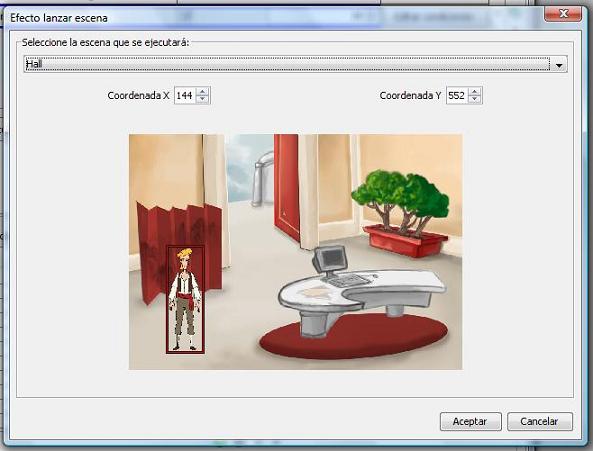 Efecto lanzar escena
Seleccione la escena que se ejecutará:
Hall
Coordenada X 144 Coordenada Y 552
Aceptar Cancelar